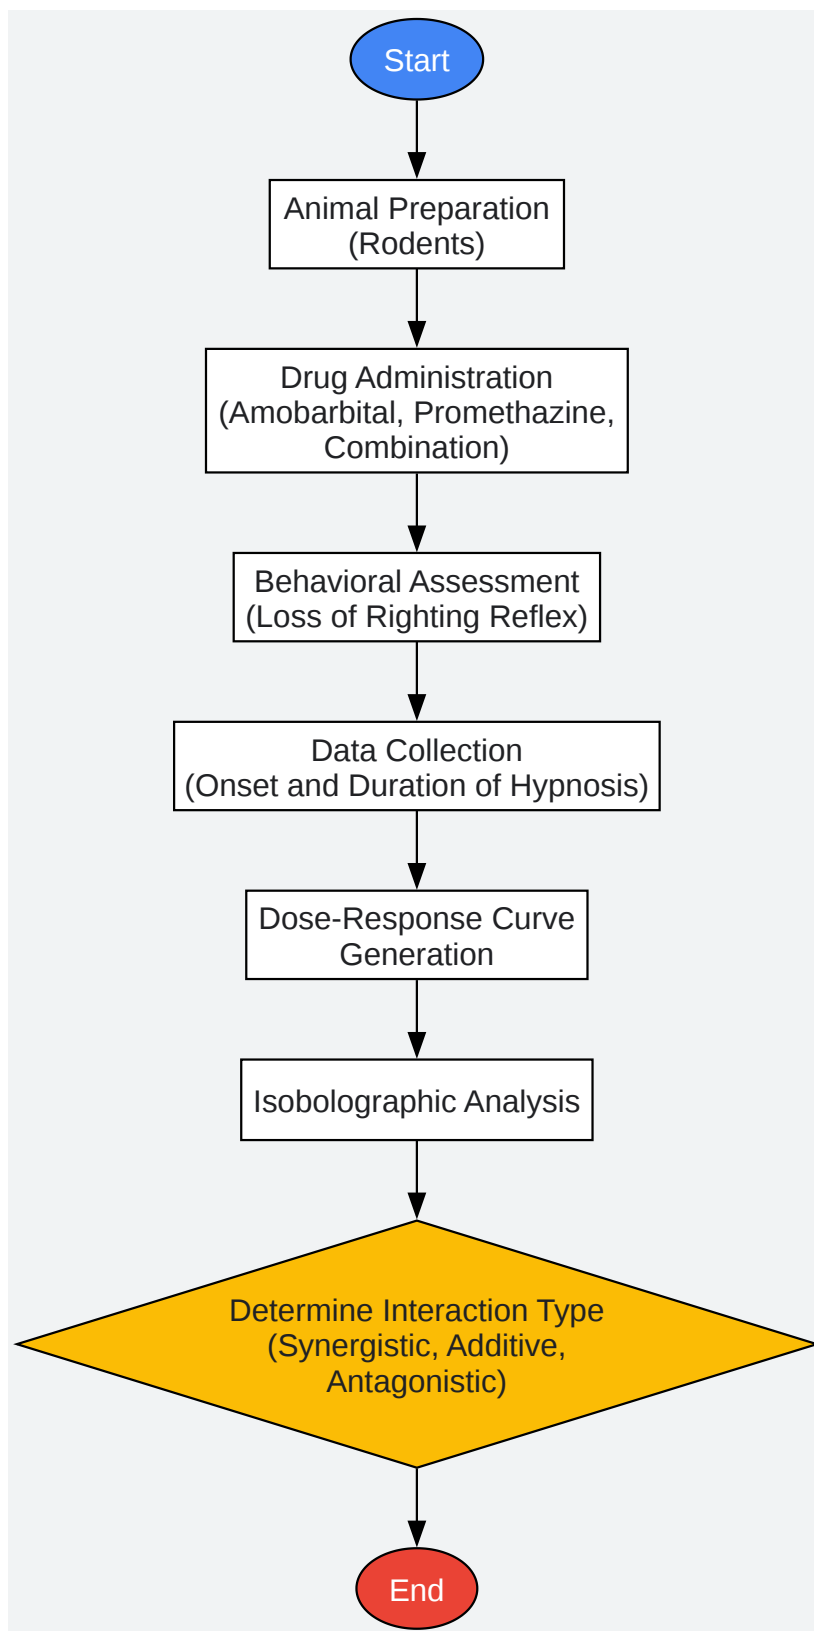 Start
Animal Preparation
(Rodents)
Drug Administration
(Amobarbital, Promethazine,
Combination)
Behavioral Assessment
(Loss of Righting Reflex)
Data Collection
(Onset and Duration of Hypnosis)
Dose-Response Curve
Generation
Isobolographic Analysis
Determine Interaction Type
(Synergistic, Additive,
Antagonistic)
End